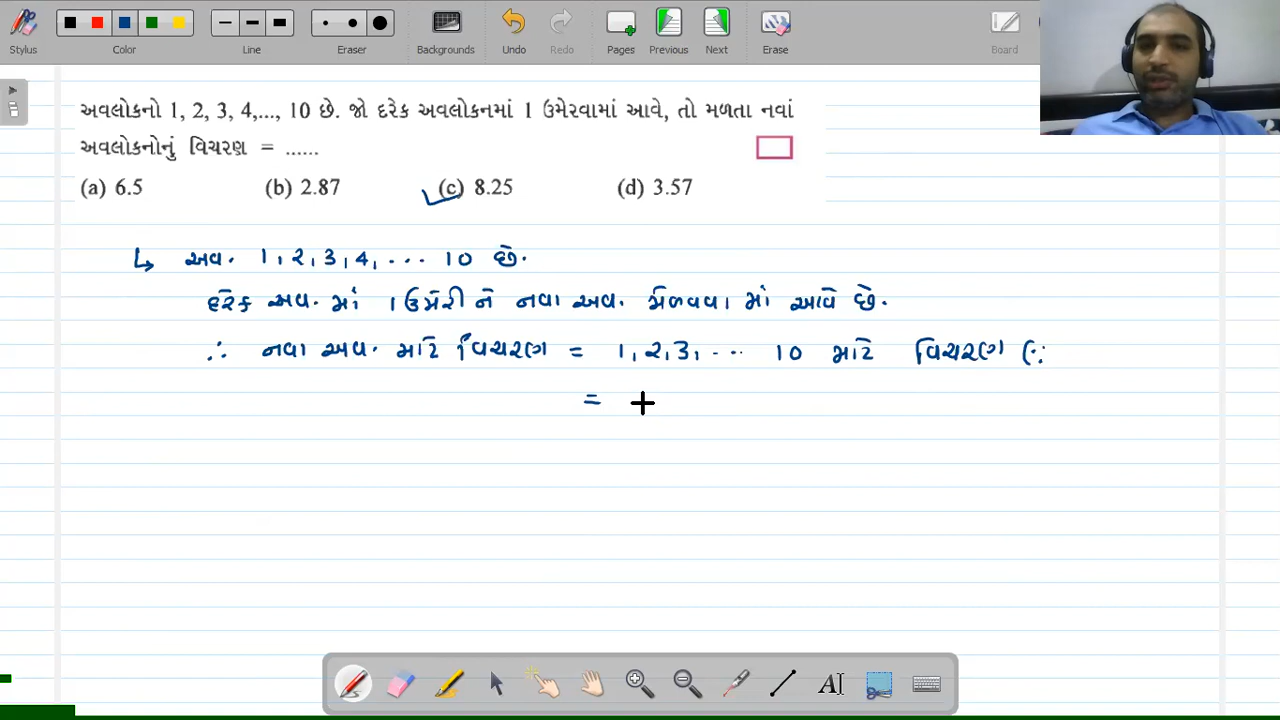 Stylus Color Line Eraser Backgrounds Undo Redo Pages Previous Next Erase Board
અવલોકનો 1, 2, 3, 4,..., 10 છે. જો દરેક અવલોકનમાં 1 ઉમેરવામાં આવે, તો મળતા નવાં
અવલોકનોનું વિચરણ = ......
(a) 6.5 (b) 2.87 (c) 8.25 (d) 3.57
↳ અવ. 1, 2, 3, 4, ... 10 છે.
દરેક અવ. માં 1 ઉમેરી ને નવા અવ. મેળવવા માં આવે છે.
∴ નવા અવ. માટે વિચરણ = 1, 2, 3, ... 10 માટે વિચરણ (∵
=